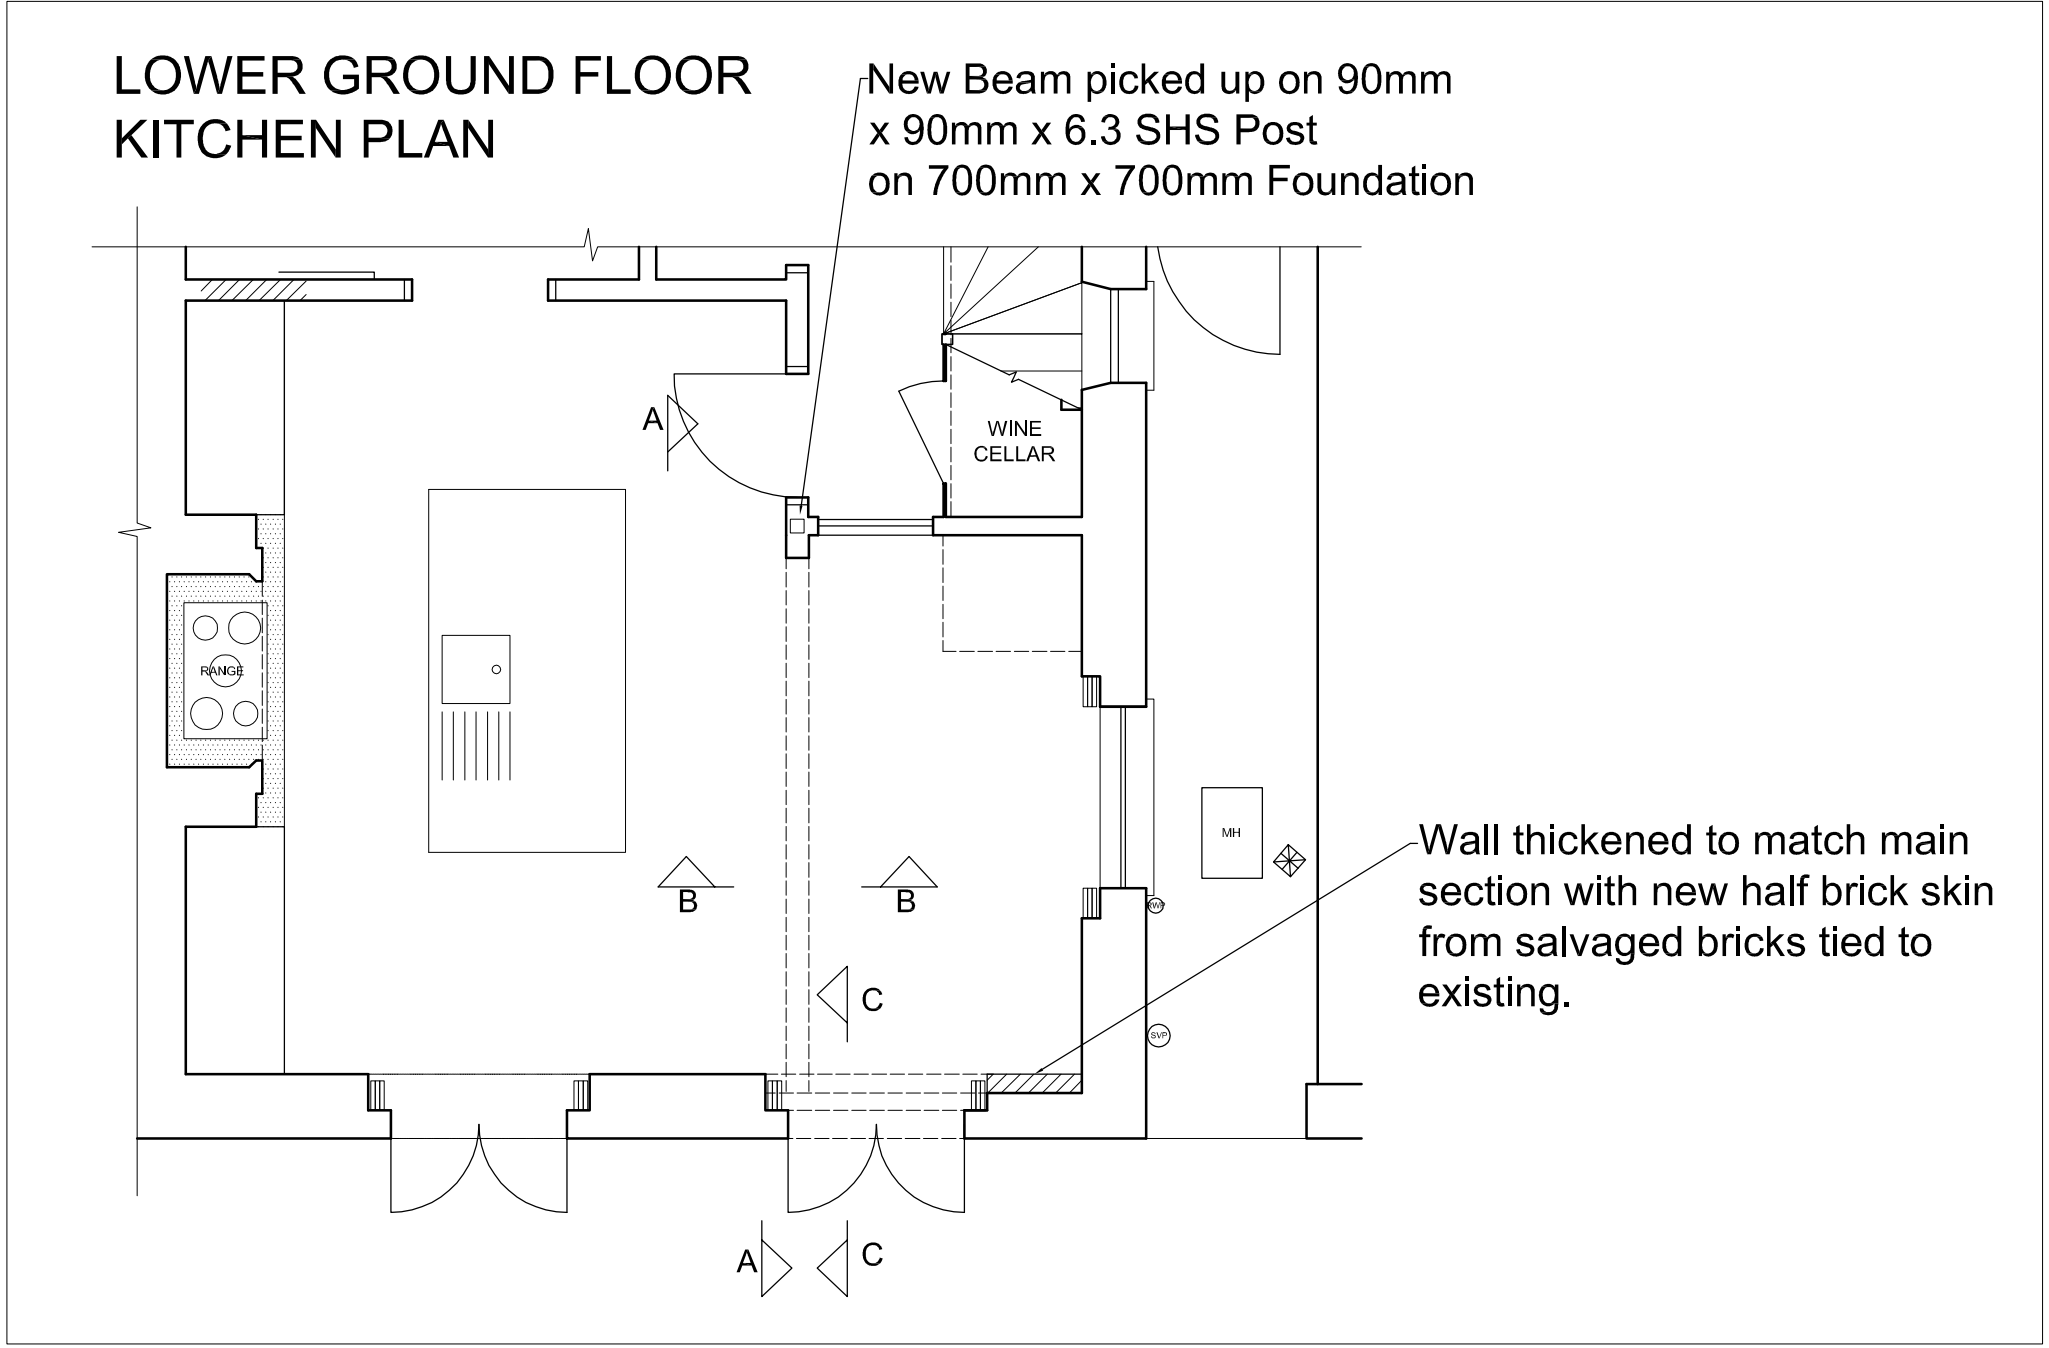 LOWER GROUND FLOOR
KITCHEN PLAN
New Beam picked up on 90mm
x 90mm x 6.3 SHS Post
on 700mm x 700mm Foundation
A
WINE
CELLAR
RANGE
MH
Wall thickened to match main
section with new half brick skin
from salvaged bricks tied to
existing.
B
B
RWP
C
SVP
A
C